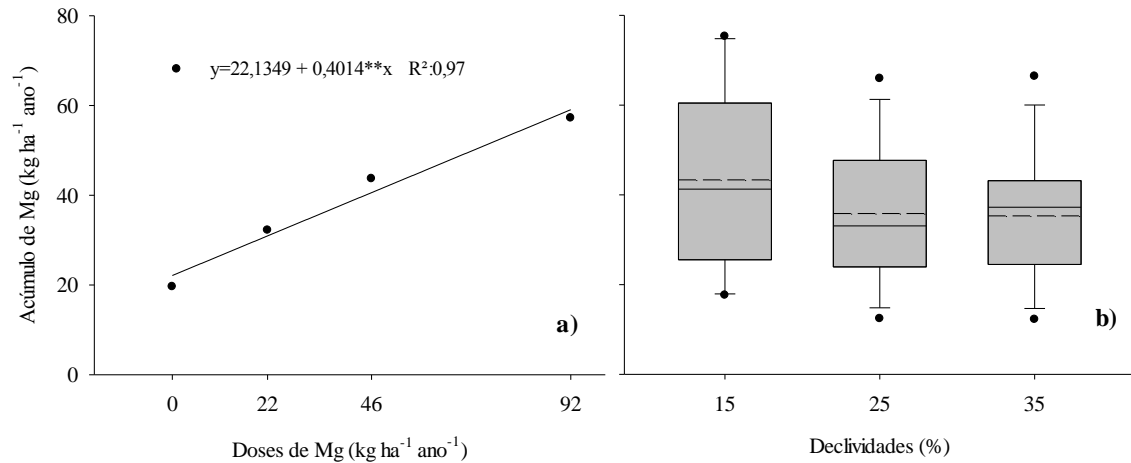 80
60
40
20
0
Acúmulo de Mg (kg ha⁻¹ ano⁻¹)
y=22,1349 + 0,4014**x R²:0,97
a)
0 22 46 92
Doses de Mg (kg ha⁻¹ ano⁻¹)
b)
15 25 35
Declividades (%)